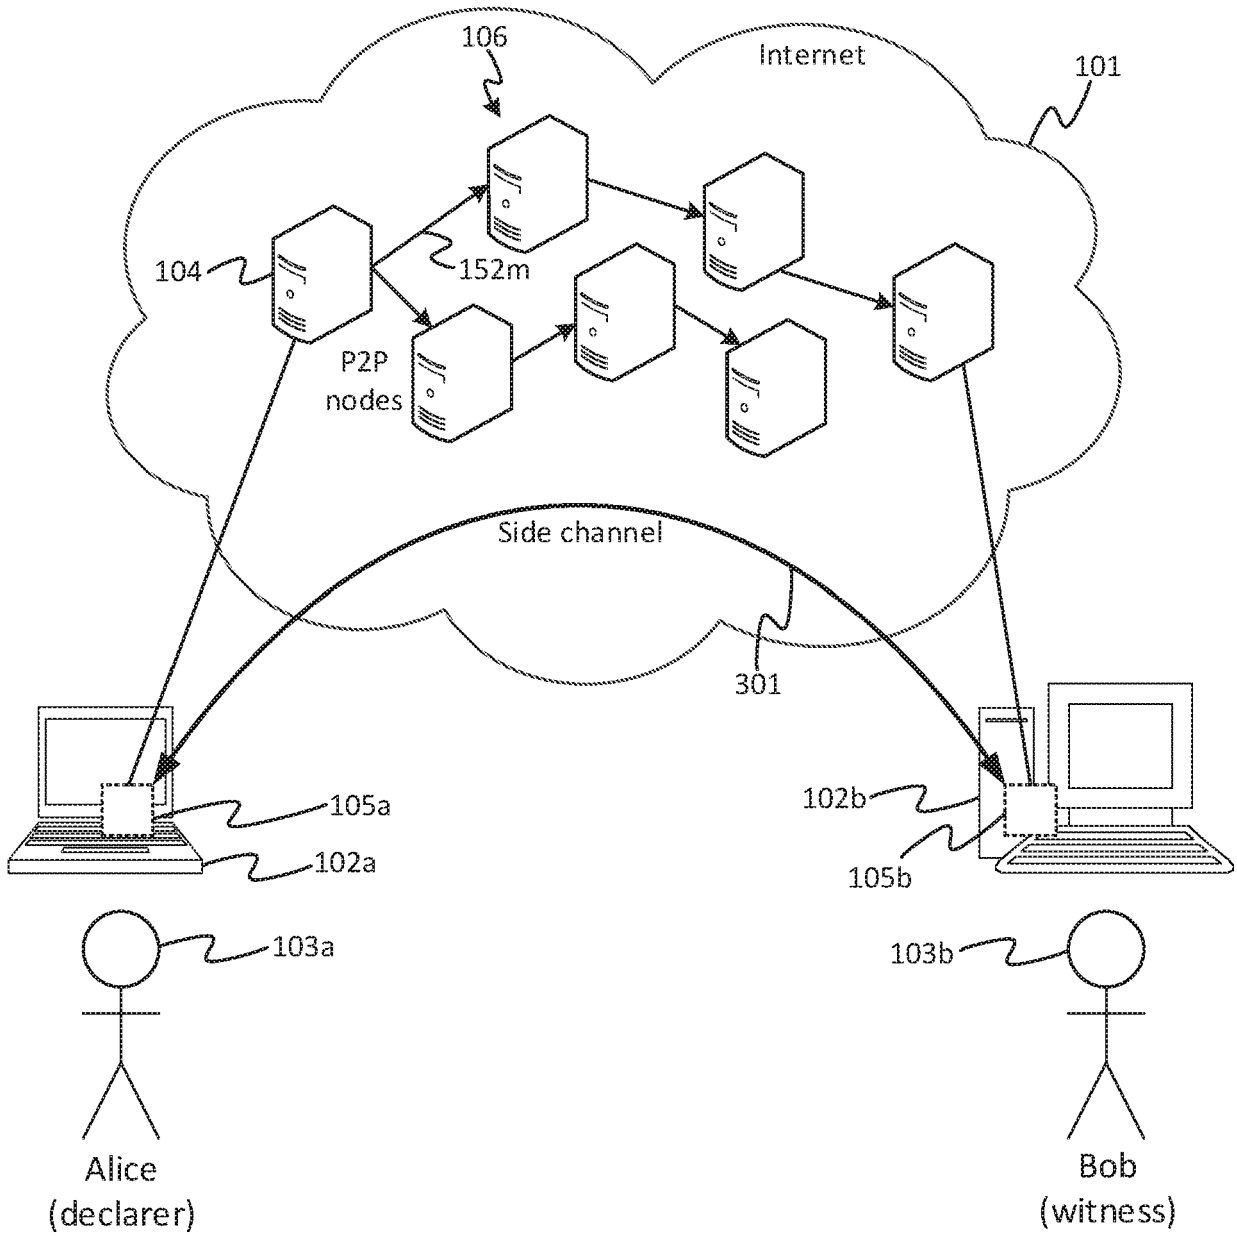 106
Internet
101
104
152m
P2P
nodes
Side channel
301
105a
102b
102a
105b
103a
103b
Alice
(declarer)
Bob
(witness)